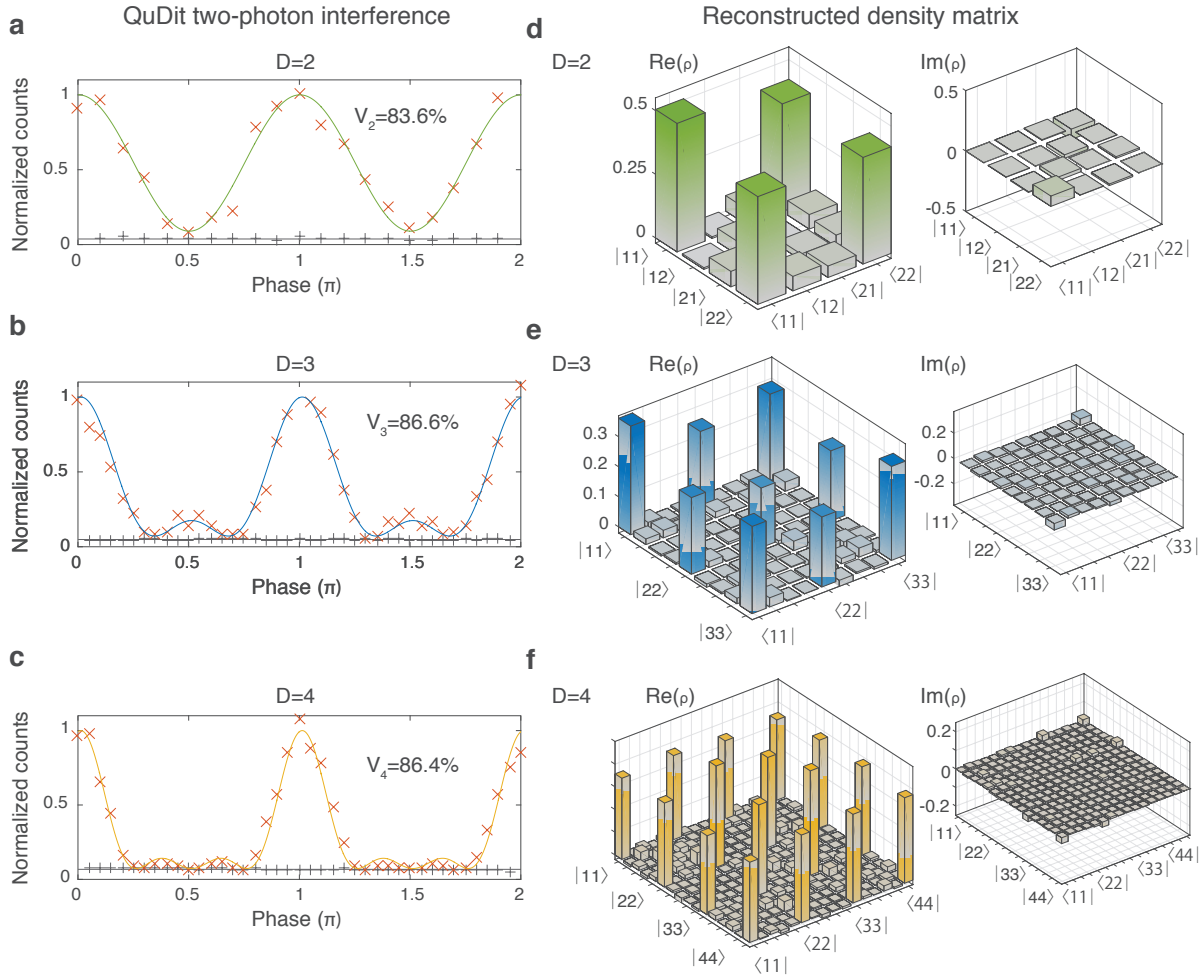 QuDit two-photon interference
Reconstructed density matrix
a
D=2
Normalized counts
1
0.5
0
V2=83.6%
0 0.5 1 1.5 2
Phase (π)
b
D=3
Normalized counts
1
0.5
0
V3=86.6%
0 0.5 1 1.5 2
Phase (π)
c
D=4
Normalized counts
1
0.5
0
V4=86.4%
0 0.5 1 1.5 2
Phase (π)
d
D=2
Re(ρ)
0.5
0.25
0
|11⟩
|12⟩
|21⟩
|22⟩
⟨11|
⟨12|
⟨21|
⟨22|
Im(ρ)
0.5
0
-0.5
|11⟩
|12⟩
|21⟩
|22⟩
⟨11|
⟨12|
⟨21|
⟨22|
e
D=3
Re(ρ)
0.3
0.2
0.1
0
|11⟩
|22⟩
|33⟩
⟨11|
⟨22|
⟨33|
Im(ρ)
0.2
0
-0.2
|11⟩
|22⟩
|33⟩
⟨11|
⟨22|
⟨33|
f
D=4
Re(ρ)
|11⟩
|22⟩
|33⟩
|44⟩
⟨11|
⟨22|
⟨33|
⟨44|
Im(ρ)
0.2
0
-0.2
|11⟩
|22⟩
|33⟩
|44⟩
⟨11|
⟨22|
⟨33|
⟨44|